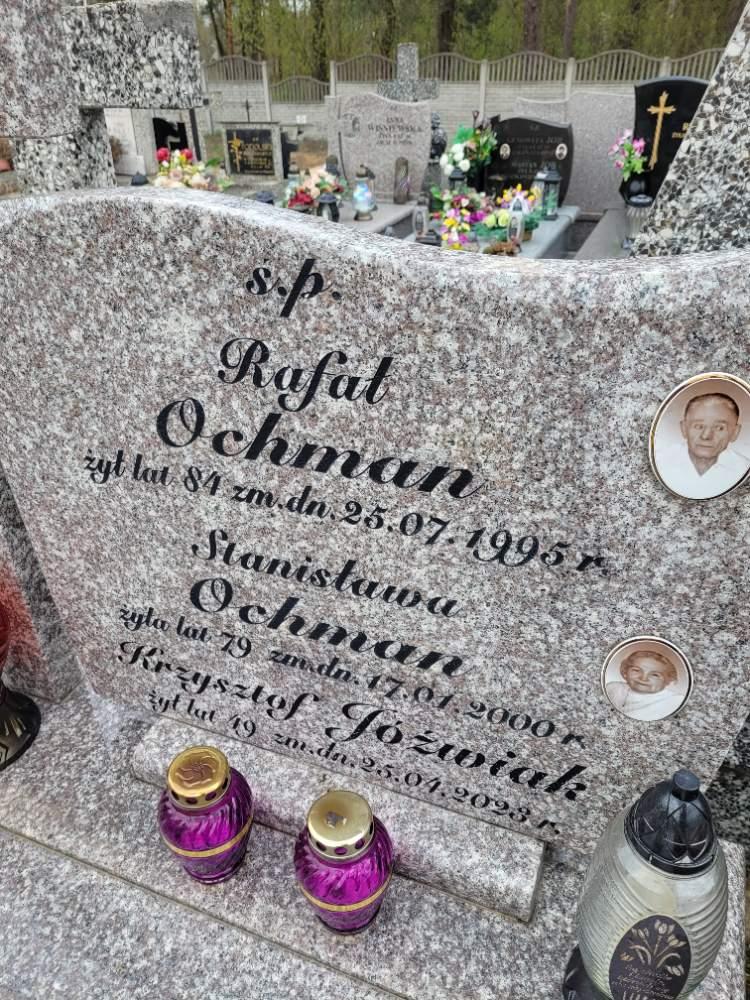 ś.p.
Rafał
Ochman
żył lat 84 zm.dn.25.07.1995 r.
Stanisława
Ochman
żyła lat 79 zm.dn.17.01.2000 r.
Krzysztof Jóźwiak
żył lat 49 zm.dn.25.04.2023 r.
WIŚNIEWSKA